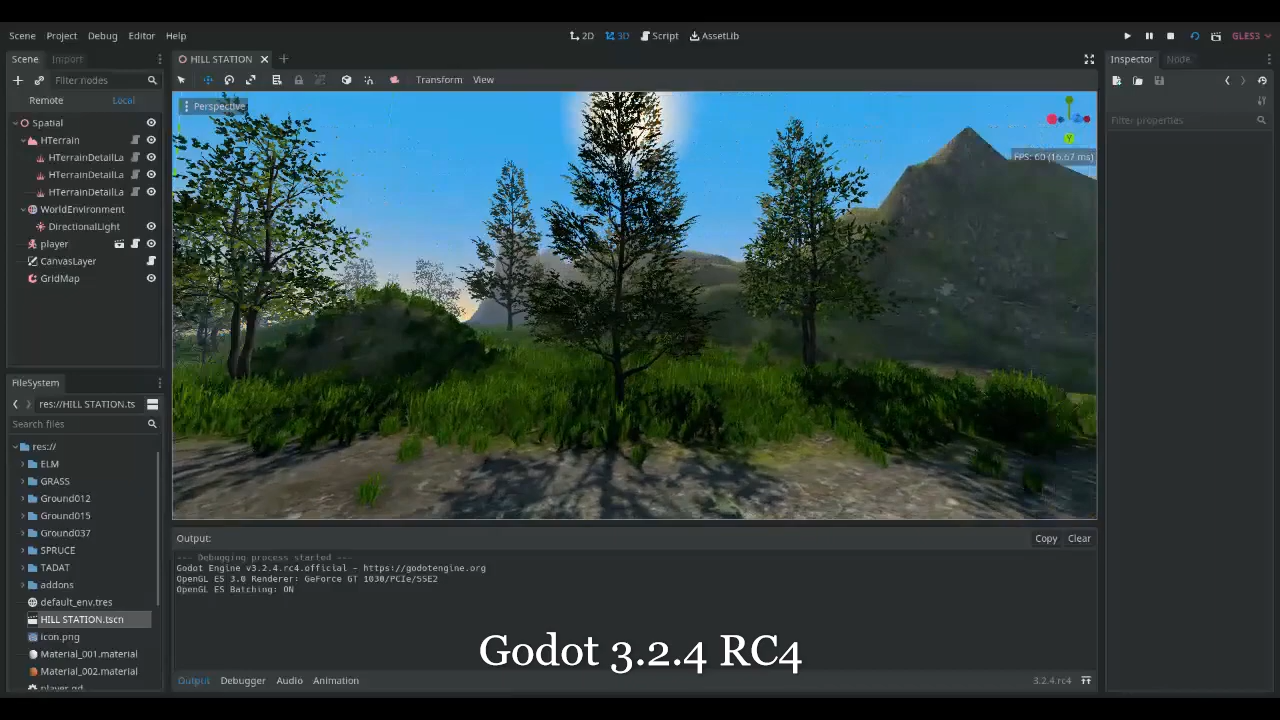 Scene Project Debug Editor Help
2D 3D Script AssetLib
GLES3
Scene Import
HILL STATION
Inspector Node
Filter nodes
Transform View
Remote Local
Perspective
Filter properties
FPS: 60 (16.67 ms)
Spatial
HTerrain
HTerrainDetailLa
HTerrainDetailLa
HTerrainDetailLa
WorldEnvironment
DirectionalLight
player
CanvasLayer
GridMap
FileSystem
res://HILL STATION.ts
Search files
res://
ELM
GRASS
Ground012
Ground015
Ground037
SPRUCE
TADAT
addons
default_env.tres
HILL STATION.tscn
icon.png
Material_001.material
Material_002.material
player.gd
Output:
Copy Clear
--- Debugging process started ---
Godot Engine v3.2.4.rc4.official - https://godotengine.org
OpenGL ES 3.0 Renderer: GeForce GT 1030/PCIe/SSE2
OpenGL ES Batching: ON
Godot 3.2.4 RC4
Output Debugger Audio Animation
3.2.4.rc4